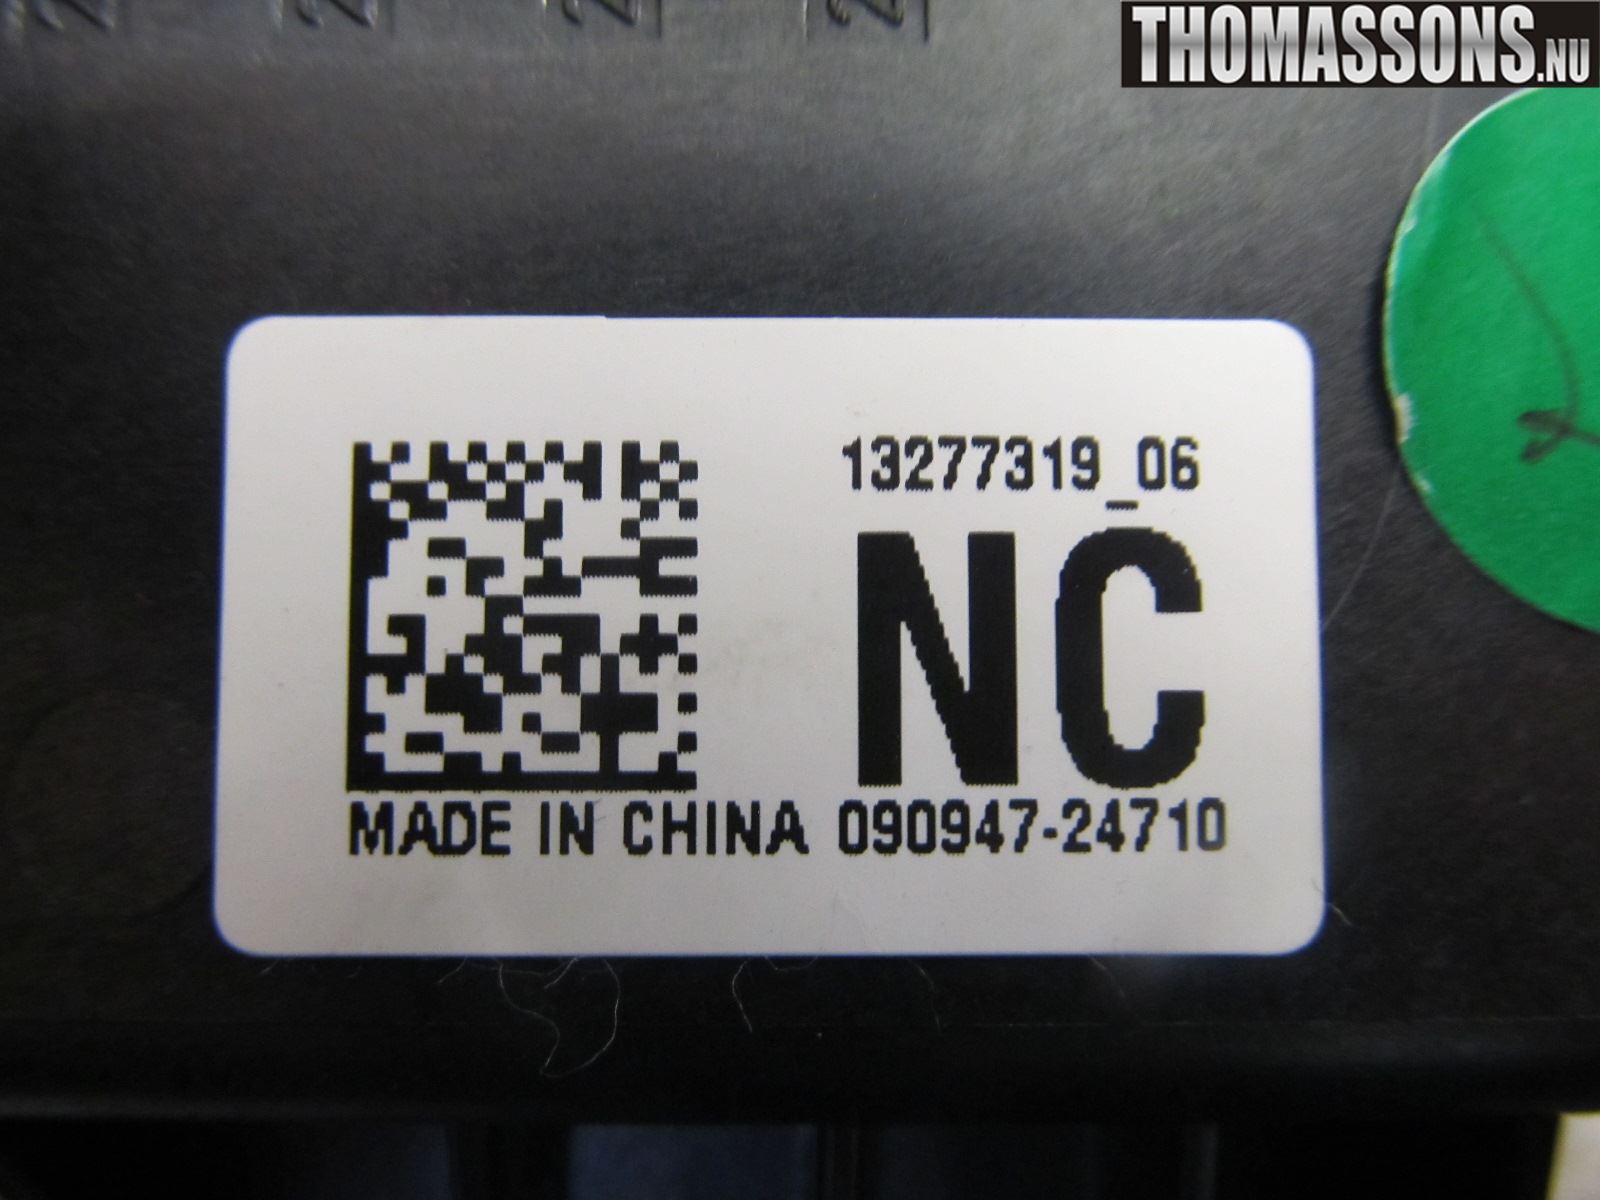 THOMASSONS.NU
13277319_06
NC
MADE IN CHINA 090947-24710